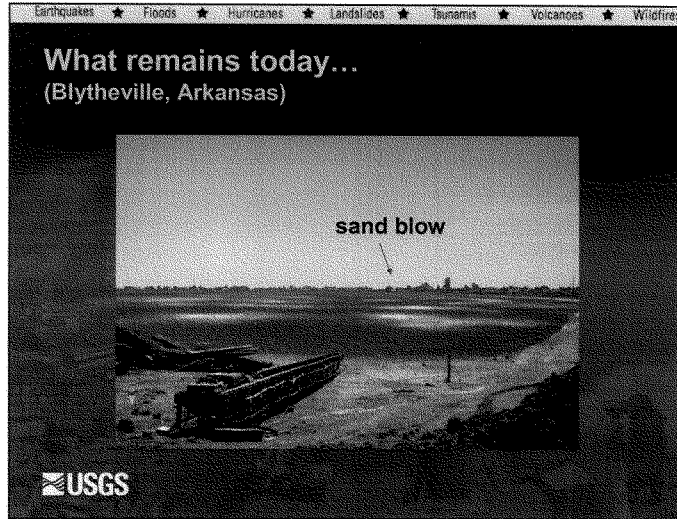 Earthquakes ★ Floods ★ Hurricanes ★ Landslides ★ Tsunamis ★ Volcanoes ★ Wildfires
What remains today...
(Blytheville, Arkansas)
sand blow
USGS